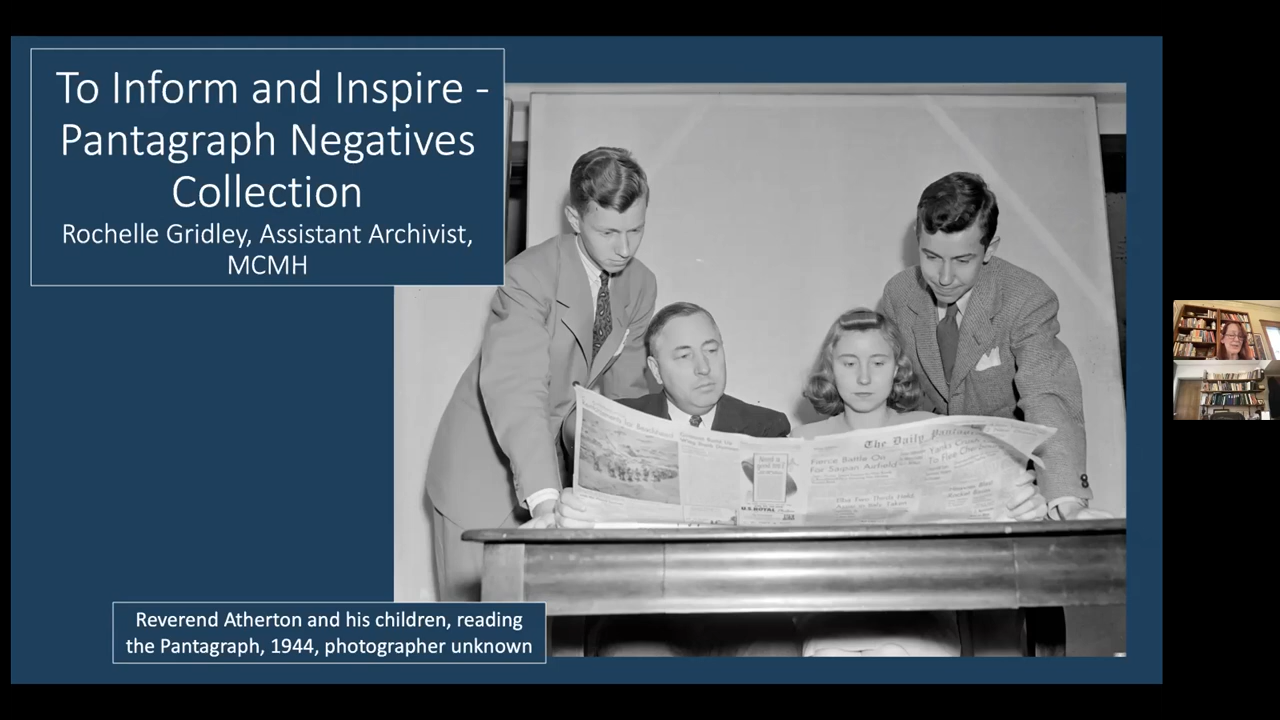 To Inform and Inspire -
Pantagraph Negatives
Collection
Rochelle Gridley, Assistant Archivist,
MCMH
The Daily
Fierce Battle On
For Saipan Airfield
U.S. ROYAL
Reverend Atherton and his children, reading
the Pantagraph, 1944, photographer unknown